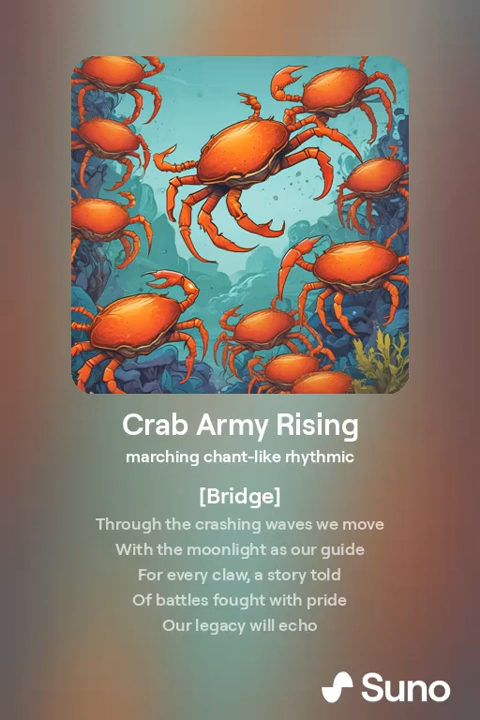 Crab Army Rising
marching chant-like rhythmic
[Bridge]
Through the crashing waves we move
With the moonlight as our guide
For every claw, a story told
Of battles fought with pride
Our legacy will echo
Suno